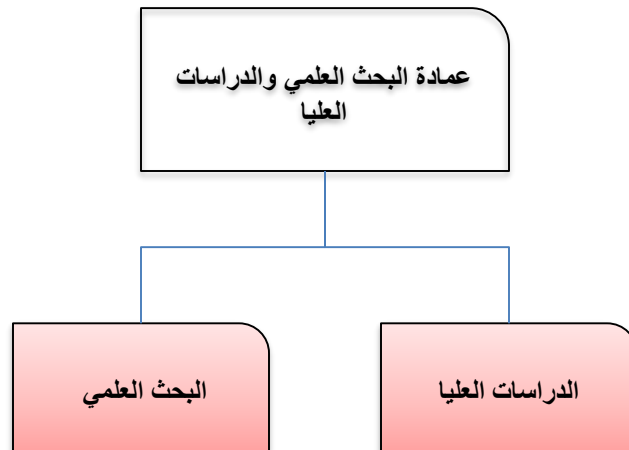 عمادة البحث العلمي والدراسات
العليا
الدراسات العليا
البحث العلمي